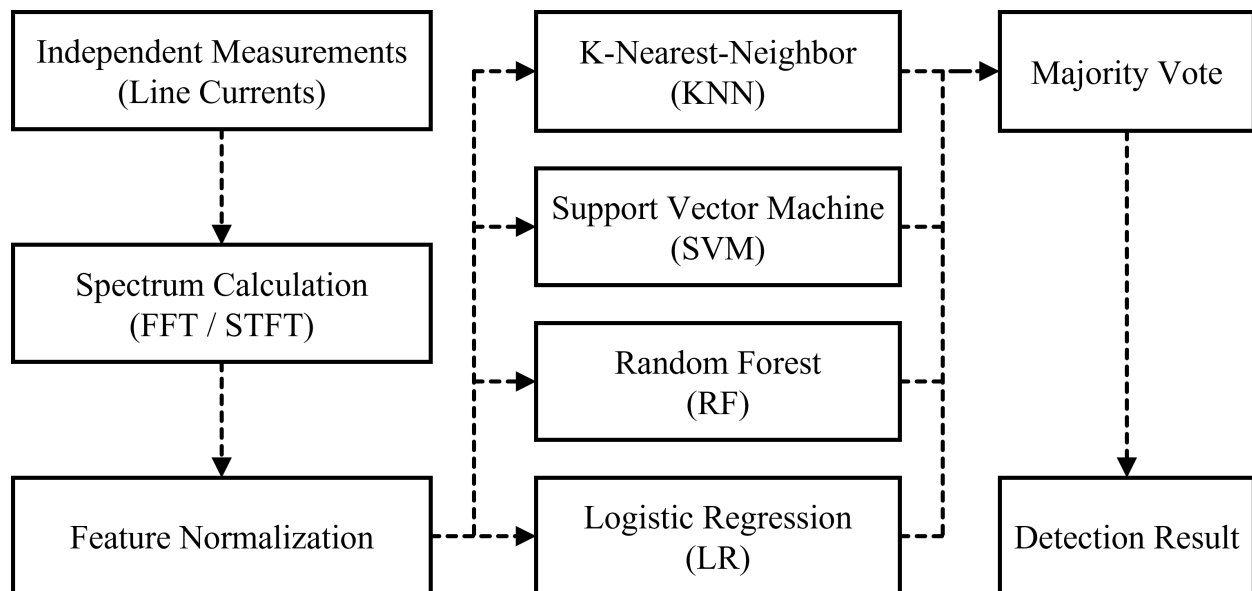 Independent Measurements
(Line Currents)
Spectrum Calculation
(FFT / STFT)
Feature Normalization
K-Nearest-Neighbor
(KNN)
Support Vector Machine
(SVM)
Random Forest
(RF)
Logistic Regression
(LR)
Majority Vote
Detection Result